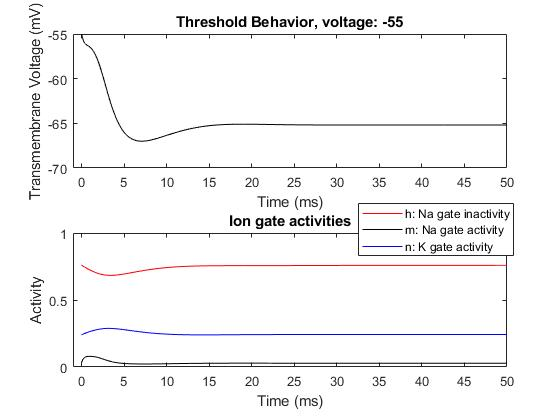 Threshold Behavior, voltage: -55
Transmembrane Voltage (mV)
-55
-60
-65
-70
0 5 10 15 20 25 30 35 40 45 50
Time (ms)
Ion gate activities
h: Na gate inactivity
m: Na gate activity
n: K gate activity
Activity
1
0.5
0
0 5 10 15 20 25 30 35 40 45 50
Time (ms)